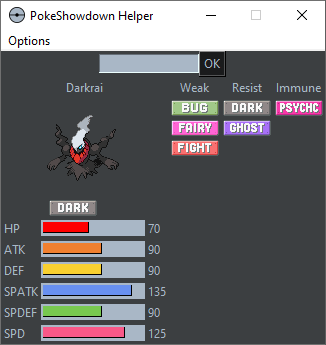 PokeShowdown Helper
Options
OK
Darkrai
Weak Resist Immune
BUG DARK PSYCHC
FAIRY GHOST
FIGHT
DARK
HP 70
ATK 90
DEF 90
SPATK 135
SPDEF 90
SPD 125